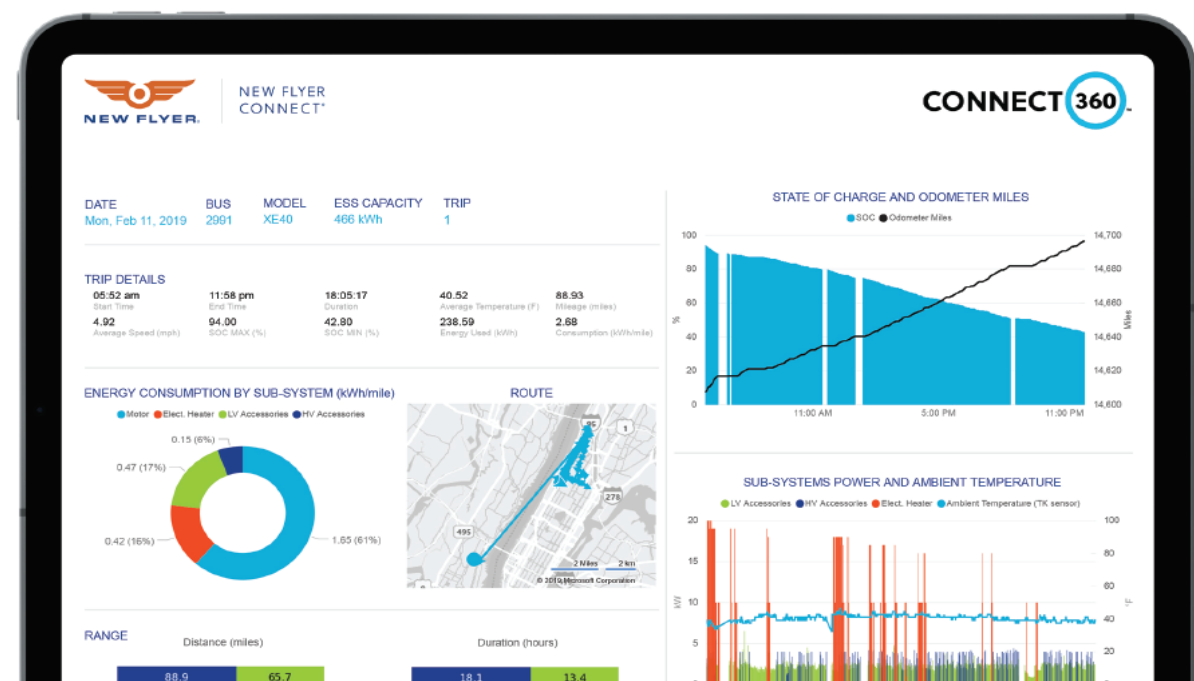 NEW FLYER®
NEW FLYER
CONNECT®
CONNECT 360™
DATE BUS MODEL ESS CAPACITY TRIP
Mon, Feb 11, 2019 2991 XE40 466 kWh 1
TRIP DETAILS
05:52 am 11:58 pm 18:05:17 40.52 88.93
Start Time End Time Duration Average Temperature (F) Mileage (miles)
4.92 94.00 42.80 238.59 2.68
Average Speed (mph) SOC MAX (%) SOC MIN (%) Energy Used (kWh) Consumption (kWh/mile)
ENERGY CONSUMPTION BY SUB-SYSTEM (kWh/mile)
Motor Elect. Heater LV Accessories HV Accessories
0.15 (6%)
0.47 (17%)
0.42 (16%)
1.65 (61%)
ROUTE
95
1
278
495
2 Miles 2 km
© 2019 Microsoft Corporation
RANGE
Distance (miles)
88.9 65.7
Duration (hours)
18.1 13.4
STATE OF CHARGE AND ODOMETER MILES
SOC Odometer Miles
100 14,700
80 14,680
60 14,660
% Miles
40 14,640
20 14,620
0 14,600
11:00 AM 5:00 PM 11:00 PM
SUB-SYSTEMS POWER AND AMBIENT TEMPERATURE
LV Accessories HV Accessories Elect. Heater Ambient Temperature (TK sensor)
20 100
80
15
60
10
kW °F
40
5
20